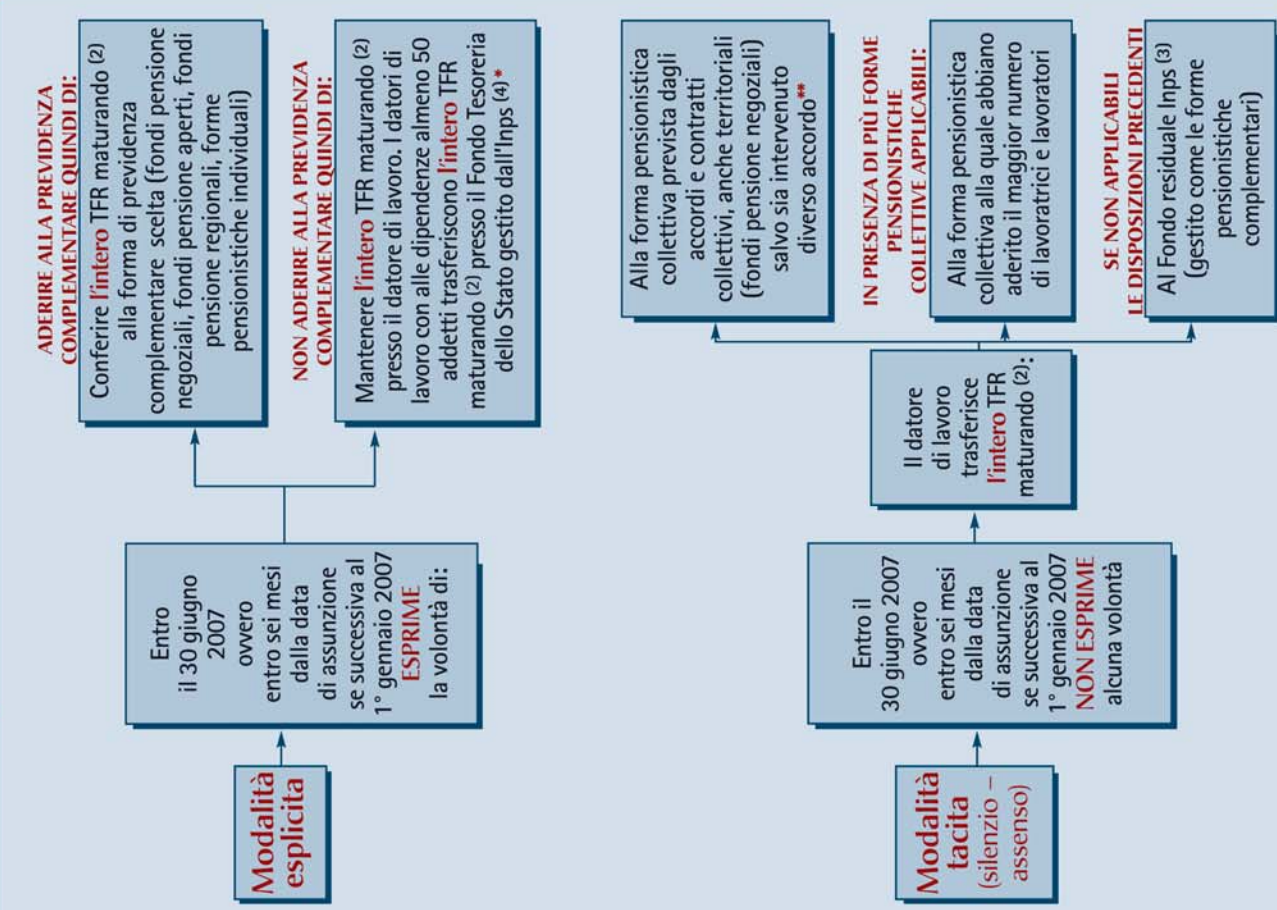 Modalità
esplicita
Entro
il 30 giugno
2007
ovvero
entro sei mesi
dalla data
di assunzione
se successiva al
1° gennaio 2007
ESPRIME
la volontà di:
ADERIRE ALLA PREVIDENZA
COMPLEMENTARE QUINDI DI:
Conferire l'intero TFR maturando (2)
alla forma di previdenza
complementare scelta (fondi pensione
negoziali, fondi pensione aperti, fondi
pensione regionali, forme
pensionistiche individuali)
NON ADERIRE ALLA PREVIDENZA
COMPLEMENTARE QUINDI DI:
Mantenere l'intero TFR maturando (2)
presso il datore di lavoro. I datori di
lavoro con alle dipendenze almeno 50
addetti trasferiscono l'intero TFR
maturando (2) presso il Fondo Tesoreria
dello Stato gestito dall'Inps (4)*
Modalità
tacita
(silenzio –
assenso)
Entro il
30 giugno 2007
ovvero
entro sei mesi
dalla data
di assunzione
se successiva al
1° gennaio 2007
NON ESPRIME
alcuna volontà
Il datore
di lavoro
trasferisce
l'intero TFR
maturando (2):
Alla forma pensionistica
collettiva prevista dagli
accordi e contratti
collettivi, anche territoriali
(fondi pensione negoziali)
salvo sia intervenuto
diverso accordo**
IN PRESENZA DI PIÙ FORME
PENSIONISTICHE
COLLETTIVE APPLICABILI:
Alla forma pensionistica
collettiva alla quale abbiano
aderito il maggior numero
di lavoratrici e lavoratori
SE NON APPLICABILI
LE DISPOSIZIONI PRECEDENTI
Al Fondo residuale Inps (3)
(gestito come le forme
pensionistiche
complementari)